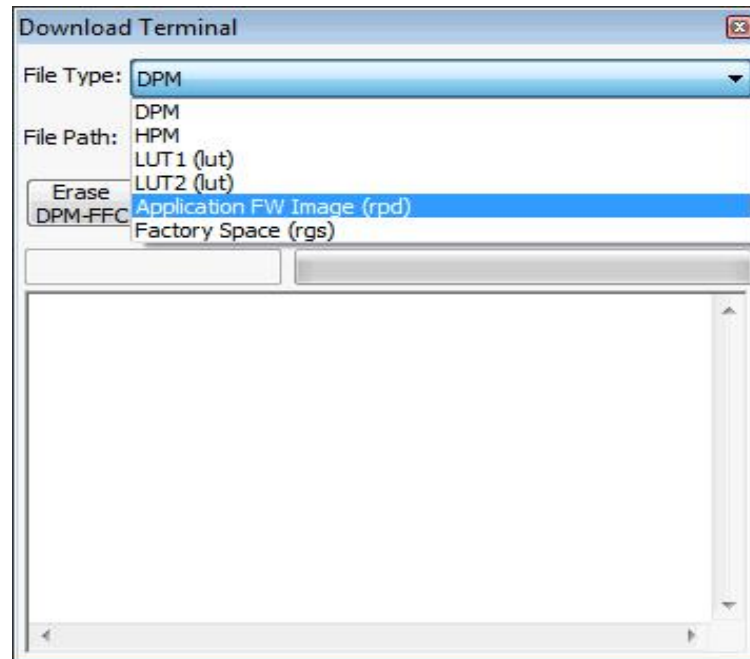 Download Terminal
File Type: DPM
DPM
File Path: HPM
LUT1 (lut)
LUT2 (lut)
Erase
DPM-FFC
Application FW Image (rpd)
Factory Space (rgs)